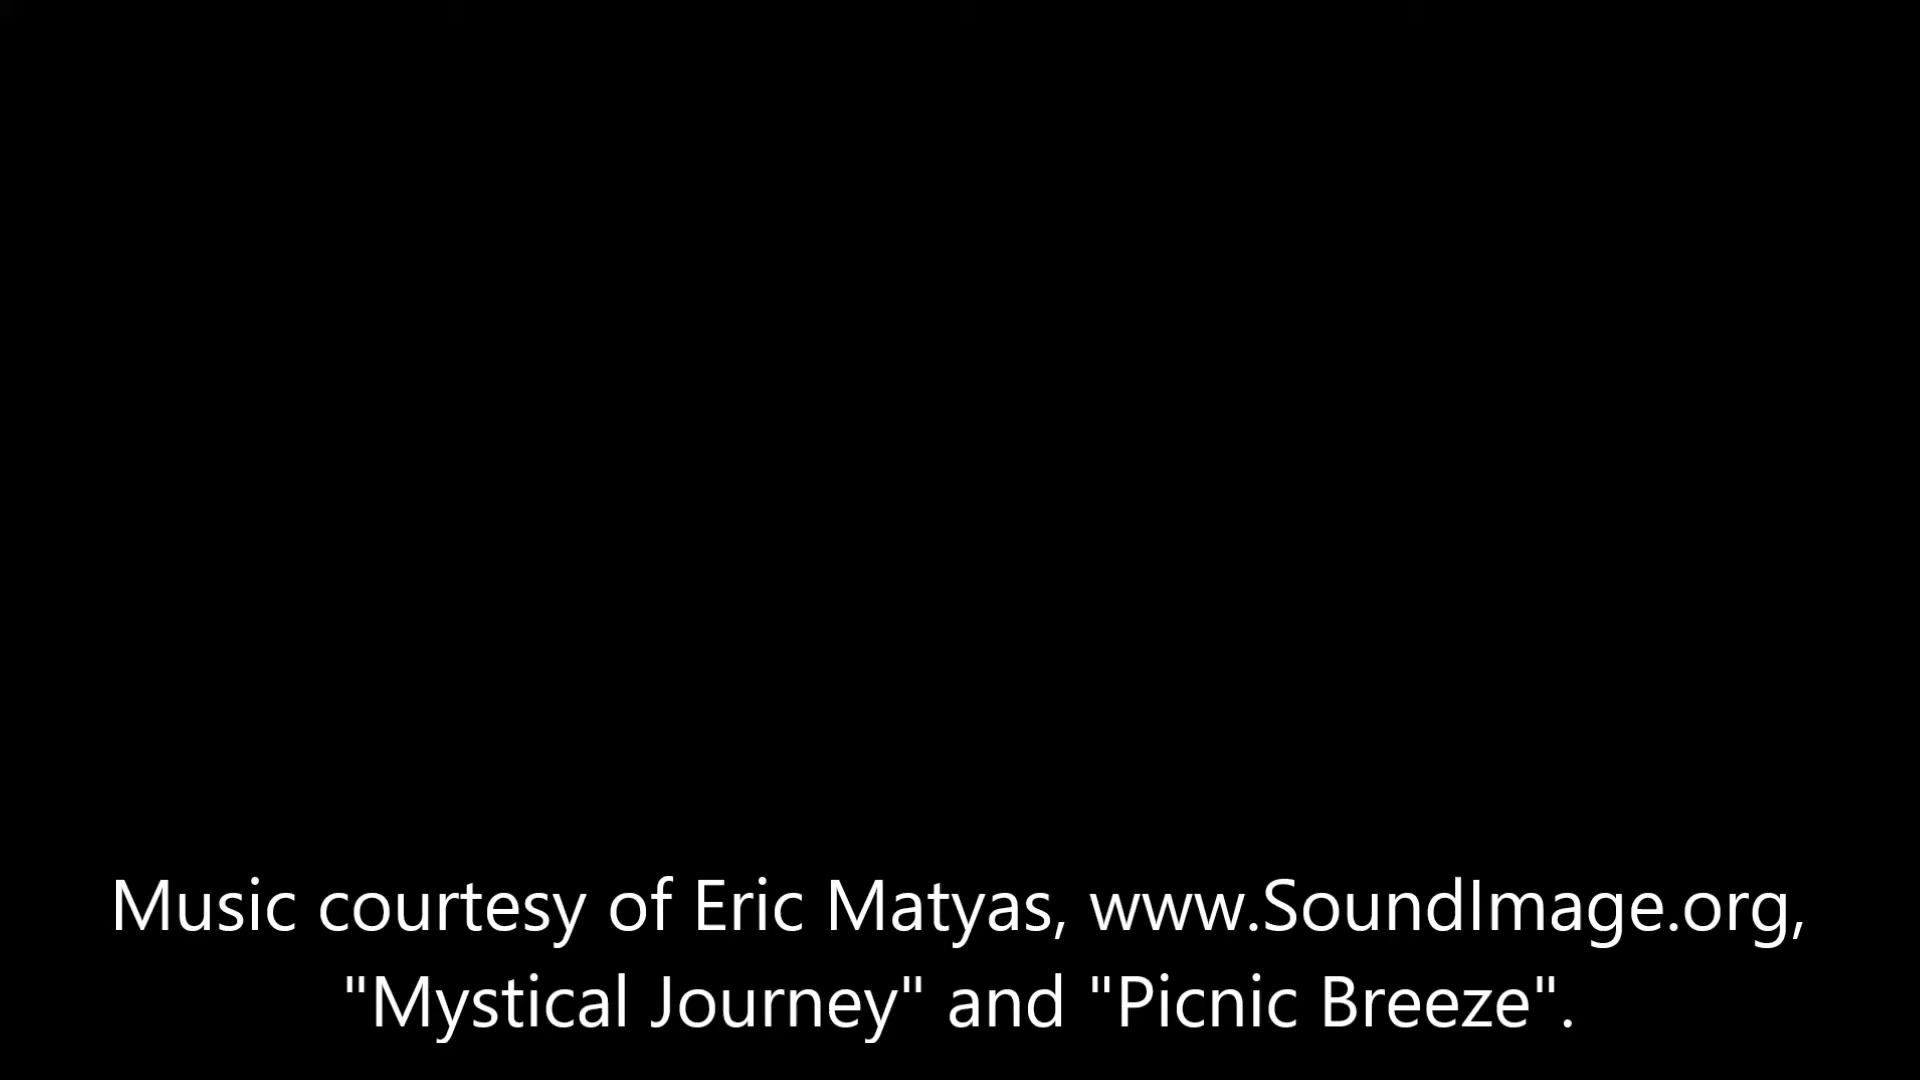 Music courtesy of Eric Matyas, www.SoundImage.org,
"Mystical Journey" and "Picnic Breeze".